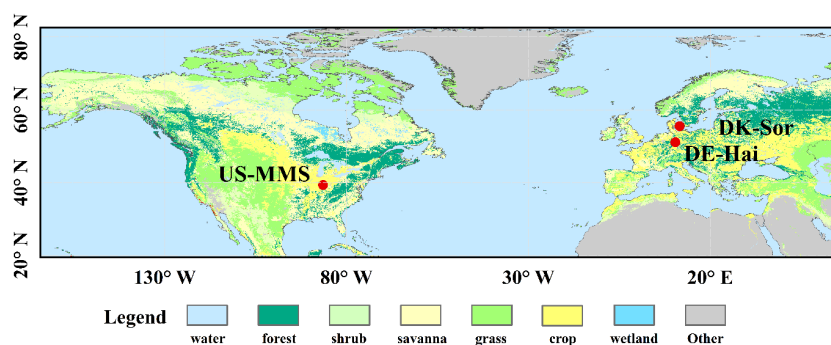 80° N
60° N
40° N
20° N
US-MMS
DK-Sor
DE-Hai
130° W
80° W
30° W
20° E
Legend
water
forest
shrub
savanna
grass
crop
wetland
Other